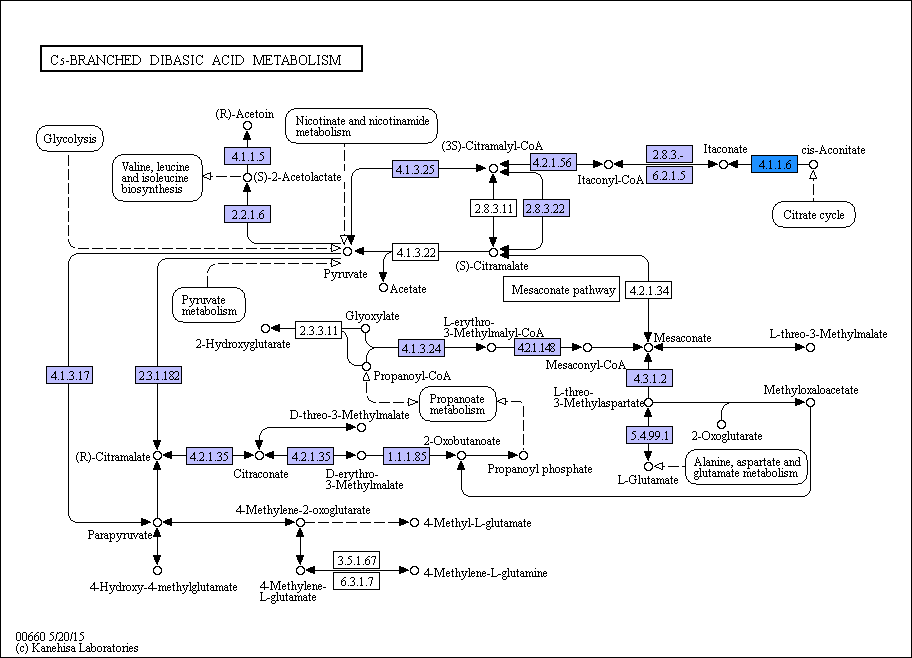 C5-BRANCHED DIBASIC ACID METABOLISM
(R)-Acetoin
Nicotinate and nicotinamide
metabolism
Glycolysis
Valine, leucine
and isoleucine
biosynthesis
4.1.1.5
(S)-2-Acetolactate
2.2.1.6
(3S)-Citramalyl-CoA
4.1.3.25
4.2.1.56
Itaconyl-CoA
2.8.3.-
6.2.1.5
Itaconate
4.1.1.6
cis-Aconitate
Citrate cycle
2.8.3.11
2.8.3.22
4.1.3.22
Pyruvate
(S)-Citramalate
Acetate
Pyruvate
metabolism
Mesaconate pathway
4.2.1.34
Glyoxylate
2.3.3.11
2-Hydroxyglutarate
L-erythro-
3-Methylmalyl-CoA
4.1.3.24
4.2.1.148
Mesaconyl-CoA
Mesaconate
L-threo-3-Methylmalate
Propanoyl-CoA
4.1.3.17
2.3.1.182
4.3.1.2
Propanoate
metabolism
L-threo-
3-Methylaspartate
Methyloxaloacetate
D-threo-3-Methylmalate
2-Oxoglutarate
5.4.99.1
(R)-Citramalate
4.2.1.35
Citraconate
4.2.1.35
D-erythro-
3-Methylmalate
1.1.1.85
2-Oxobutanoate
Propanoyl phosphate
L-Glutamate
Alanine, aspartate and
glutamate metabolism
4-Methylene-2-oxoglutarate
Parapyruvate
4-Methyl-L-glutamate
4-Hydroxy-4-methylglutamate
4-Methylene-
L-glutamate
3.5.1.67
6.3.1.7
4-Methylene-L-glutamine
00660 5/20/15
(c) Kanehisa Laboratories